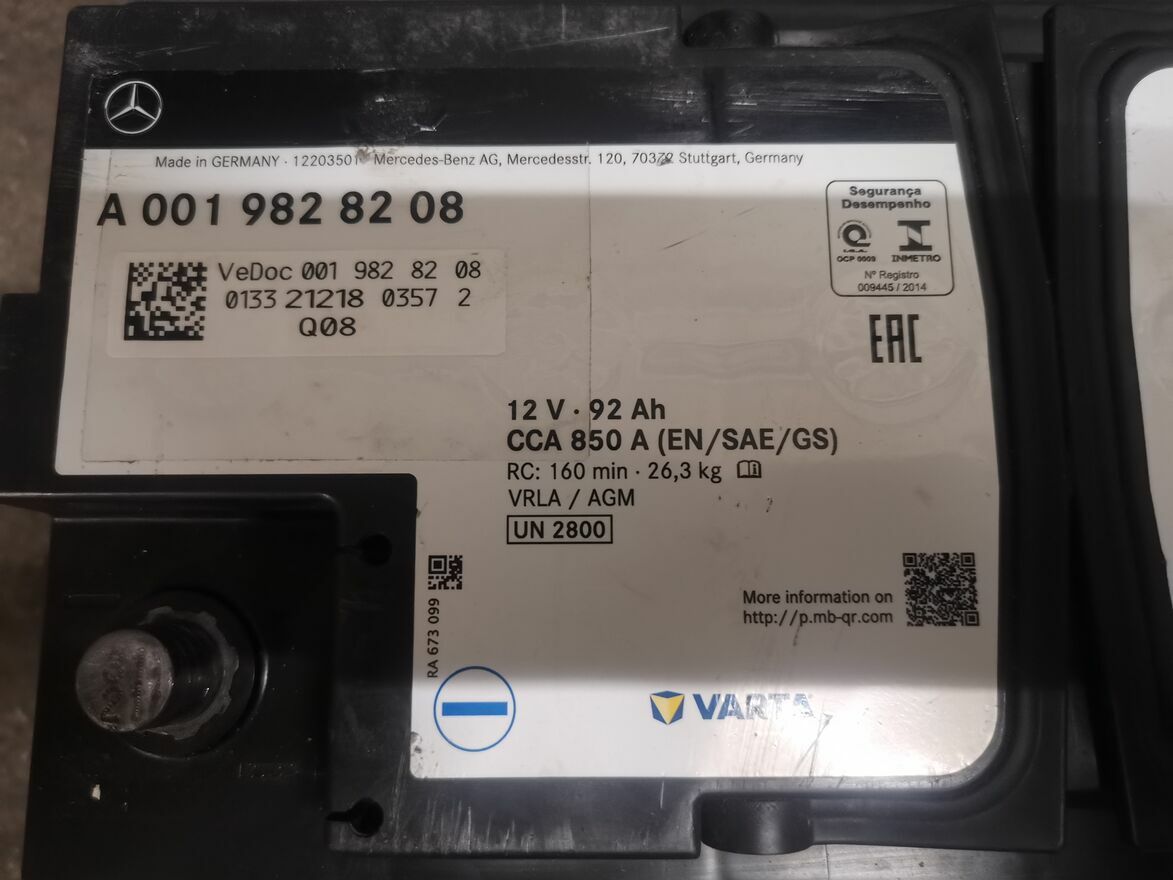 Made in GERMANY · 12203501 Mercedes-Benz AG, Mercedesstr. 120, 70372 Stuttgart, Germany
A 001 982 82 08
VeDoc 001 982 82 08
0133 21218 0357 2
Q08
Segurança
Desempenho
OCP 0003
INMETRO
Nº Registro
009445 / 2014
EAC
12 V · 92 Ah
CCA 850 A (EN/SAE/GS)
RC: 160 min · 26,3 kg
VRLA / AGM
UN 2800
RA 673 099
More information on
http://p.mb-qr.com
VARTA